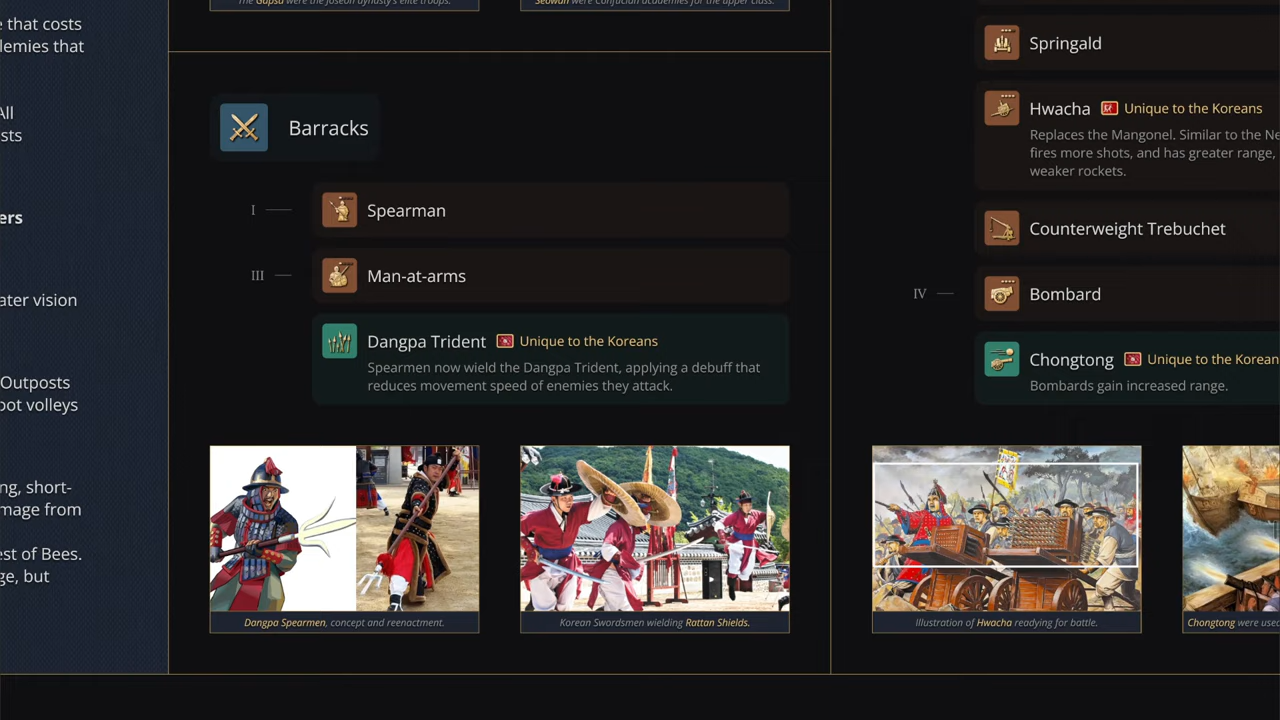 The Gapsu were the Joseon dynasty's elite troops.
Seowan were Confucian academies for the upper class.
e that costs
lemies that
All
sts
ers
ater vision
Outposts
oot volleys
ng, short-
mage from
est of Bees.
ge, but
Barracks
I
Spearman
III
Man-at-arms
Dangpa Trident
Unique to the Koreans
Spearmen now wield the Dangpa Trident, applying a debuff that
reduces movement speed of enemies they attack.
Dangpa Spearmen, concept and reenactment.
Korean Swordsmen wielding Rattan Shields.
Springald
Hwacha
Unique to the Koreans
Replaces the Mangonel. Similar to the Ne
fires more shots, and has greater range,
weaker rockets.
Counterweight Trebuchet
IV
Bombard
Chongtong
Unique to the Korean
Bombards gain increased range.
Illustration of Hwacha readying for battle.
Chongtong were used